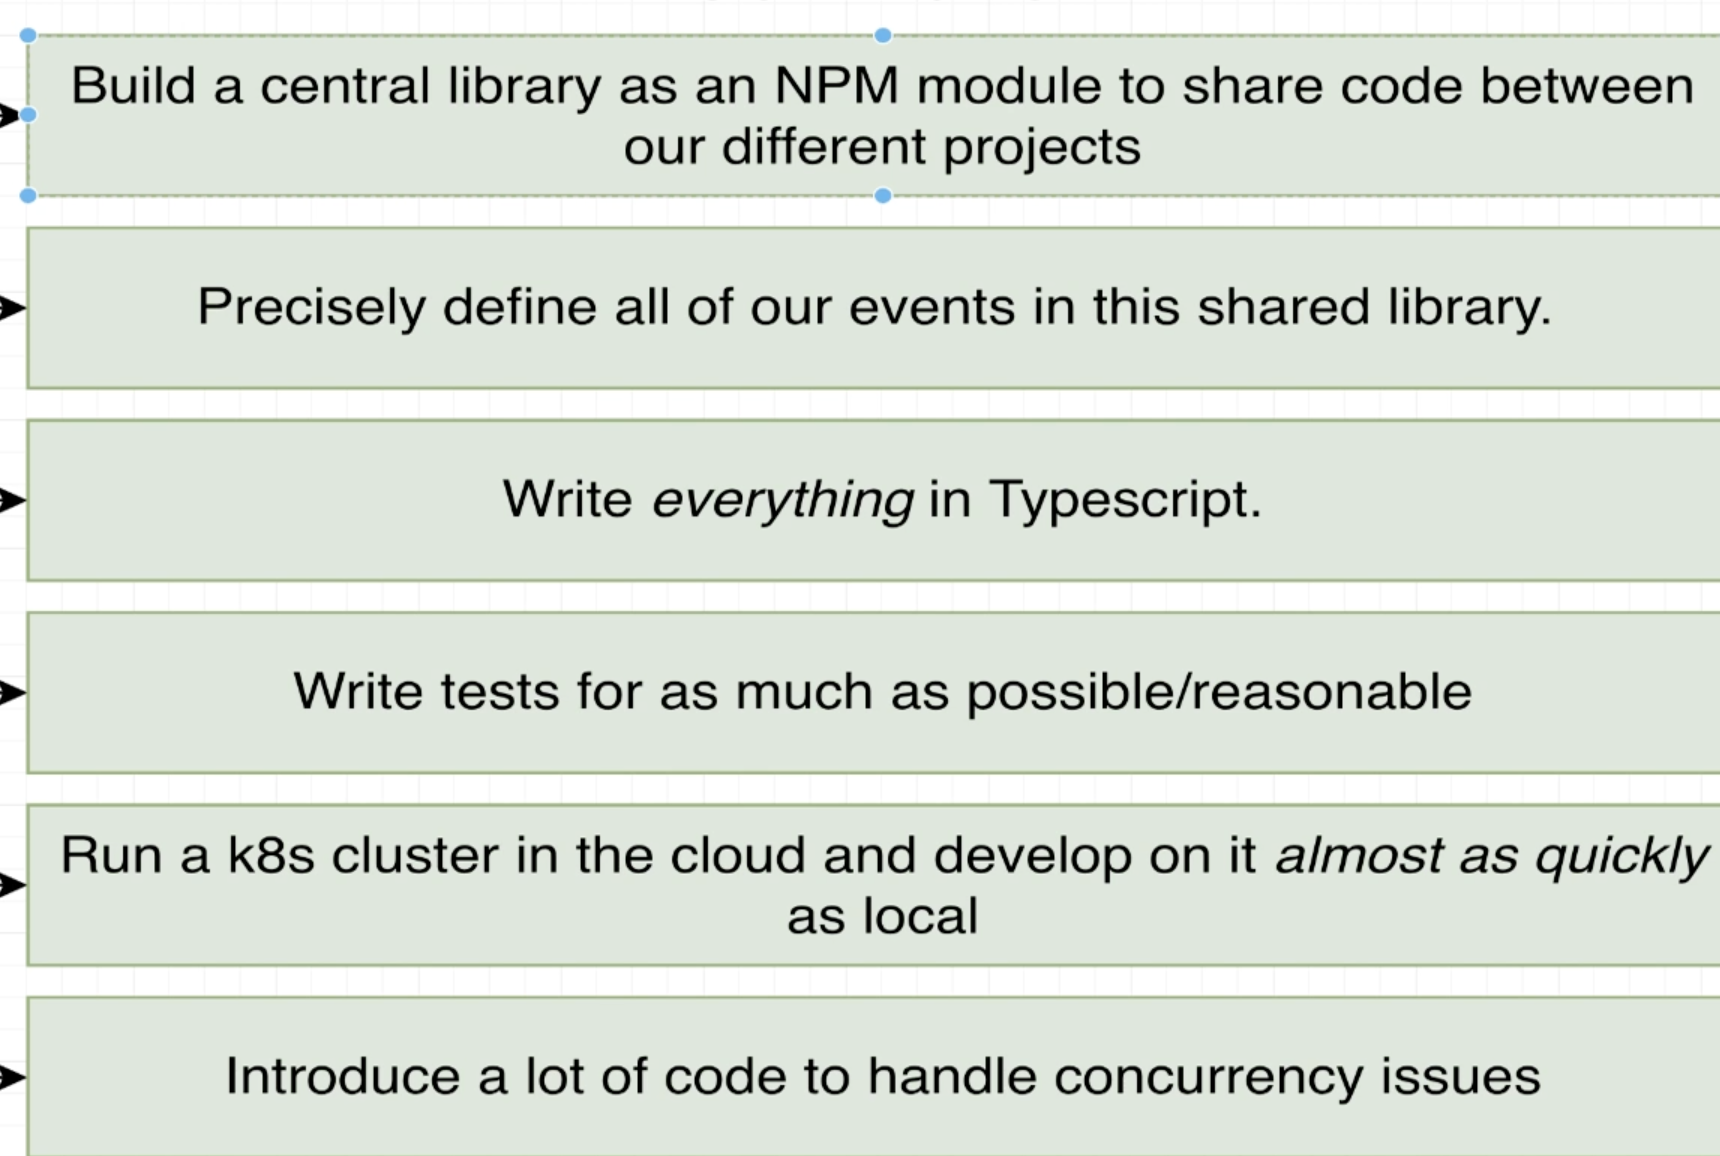 Build a central library as an NPM module to share code between
our different projects
Precisely define all of our events in this shared library.
Write everything in Typescript.
Write tests for as much as possible/reasonable
Run a k8s cluster in the cloud and develop on it almost as quickly
as local
Introduce a lot of code to handle concurrency issues